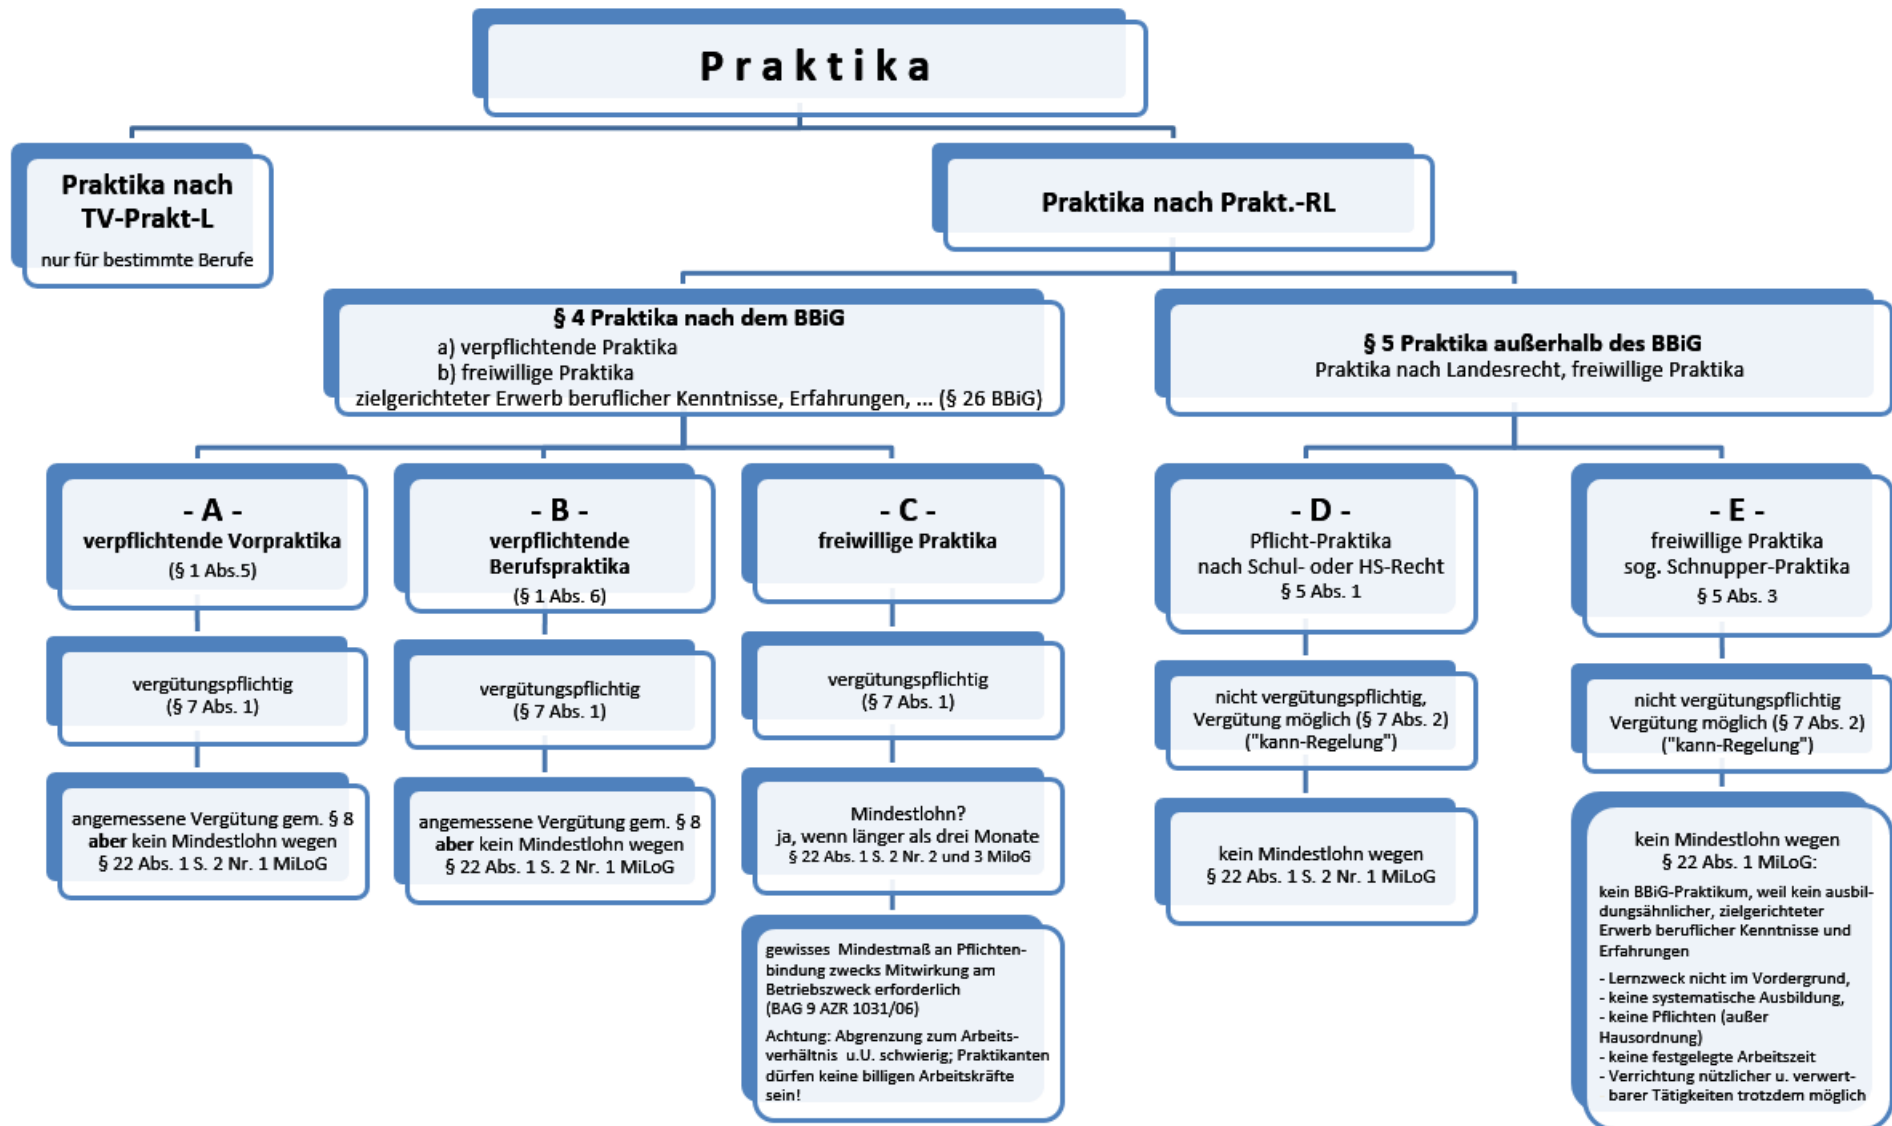 Praktika
Praktika nach
TV-Prakt-L
nur für bestimmte Berufe
Praktika nach Prakt.-RL
§ 4 Praktika nach dem BBiG
a) verpflichtende Praktika
b) freiwillige Praktika
zielgerichteter Erwerb beruflicher Kenntnisse, Erfahrungen, ... (§ 26 BBiG)
§ 5 Praktika außerhalb des BBiG
Praktika nach Landesrecht, freiwillige Praktika
- A -
verpflichtende Vorpraktika
(§ 1 Abs.5)
vergütungspflichtig
(§ 7 Abs. 1)
angemessene Vergütung gem. § 8
aber kein Mindestlohn wegen
§ 22 Abs. 1 S. 2 Nr. 1 MiLoG
- B -
verpflichtende
Berufspraktika
(§ 1 Abs. 6)
vergütungspflichtig
(§ 7 Abs. 1)
angemessene Vergütung gem. § 8
aber kein Mindestlohn wegen
§ 22 Abs. 1 S. 2 Nr. 1 MiLoG
- C -
freiwillige Praktika
vergütungspflichtig
(§ 7 Abs. 1)
Mindestlohn?
ja, wenn länger als drei Monate
§ 22 Abs. 1 S. 2 Nr. 2 und 3 MiloG
gewisses Mindestmaß an Pflichten-
bindung zwecks Mitwirkung am
Betriebszweck erforderlich
(BAG 9 AZR 1031/06)
Achtung: Abgrenzung zum Arbeits-
verhältnis u.U. schwierig; Praktikanten
dürfen keine billigen Arbeitskräfte
sein!
- D -
Pflicht-Praktika
nach Schul- oder HS-Recht
§ 5 Abs. 1
nicht vergütungspflichtig,
Vergütung möglich (§ 7 Abs. 2)
("kann-Regelung")
kein Mindestlohn wegen
§ 22 Abs. 1 S. 2 Nr. 1 MiLoG
- E -
freiwillige Praktika
sog. Schnupper-Praktika
§ 5 Abs. 3
nicht vergütungspflichtig
Vergütung möglich (§ 7 Abs. 2)
("kann-Regelung")
kein Mindestlohn wegen
§ 22 Abs. 1 MiLoG:
kein BBiG-Praktikum, weil kein ausbil-
dungsähnlicher, zielgerichteter
Erwerb beruflicher Kenntnisse und
Erfahrungen
- Lernzweck nicht im Vordergrund,
- keine systematische Ausbildung,
- keine Pflichten (außer
Hausordnung)
- keine festgelegte Arbeitszeit
- Verrichtung nützlicher u. verwert-
barer Tätigkeiten trotzdem möglich